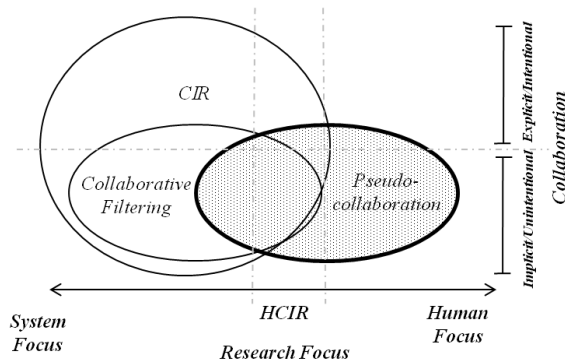 CIR
Collaborative
Filtering
Pseudo-
collaboration
Explicit/Intentional
Implicit/Unintentional
Collaboration
System
Focus
HCIR
Human
Focus
Research Focus